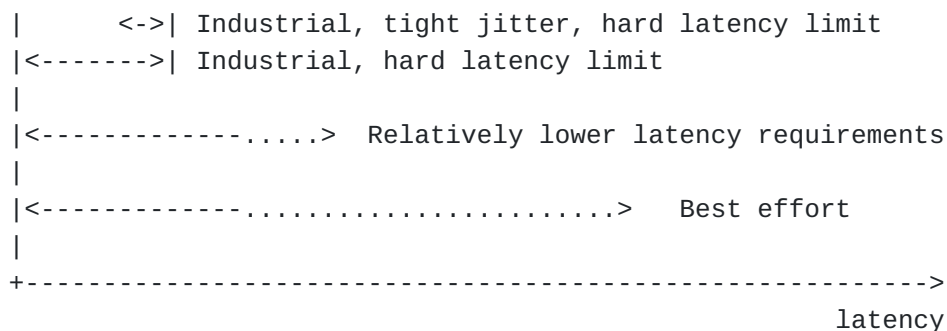 |      <->| Industrial, tight jitter, hard latency limit
|<------->| Industrial, hard latency limit
|
|<-------------.....>  Relatively lower latency requirements
|
|<-------------........................>   Best effort
|
+---------------------------------------------------------->
                                                     latency